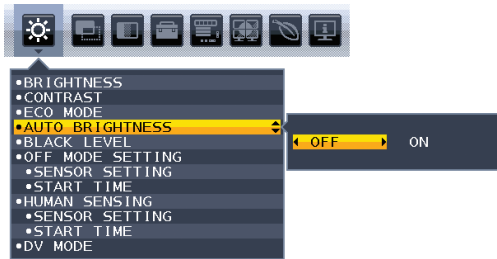 •BRIGHTNESS
•CONTRAST
•ECO MODE
•AUTO BRIGHTNESS OFF ON
•BLACK LEVEL
•OFF MODE SETTING
•SENSOR SETTING
•START TIME
•HUMAN SENSING
•SENSOR SETTING
•START TIME
•DV MODE